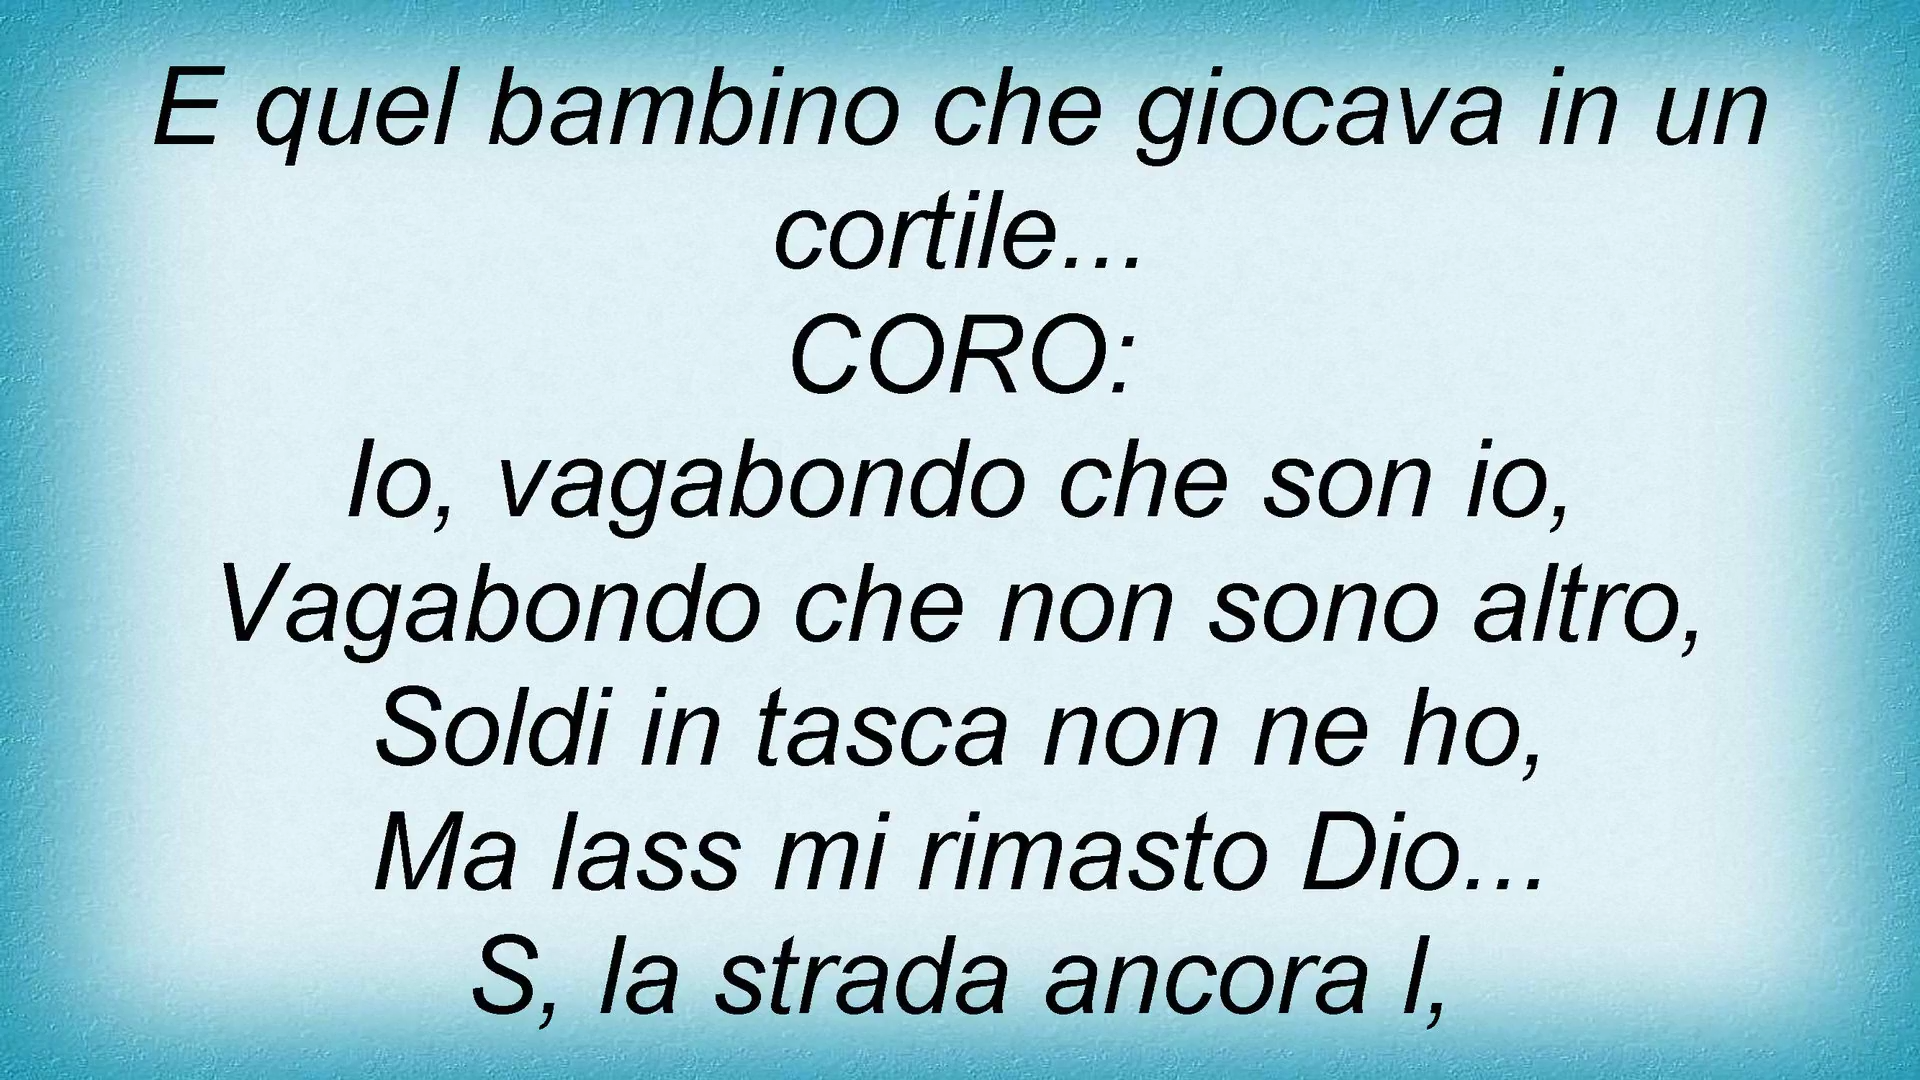 E quel bambino che giocava in un
cortile...
CORO:
Io, vagabondo che son io,
Vagabondo che non sono altro,
Soldi in tasca non ne ho,
Ma lass mi rimasto Dio...
S, la strada ancora l,